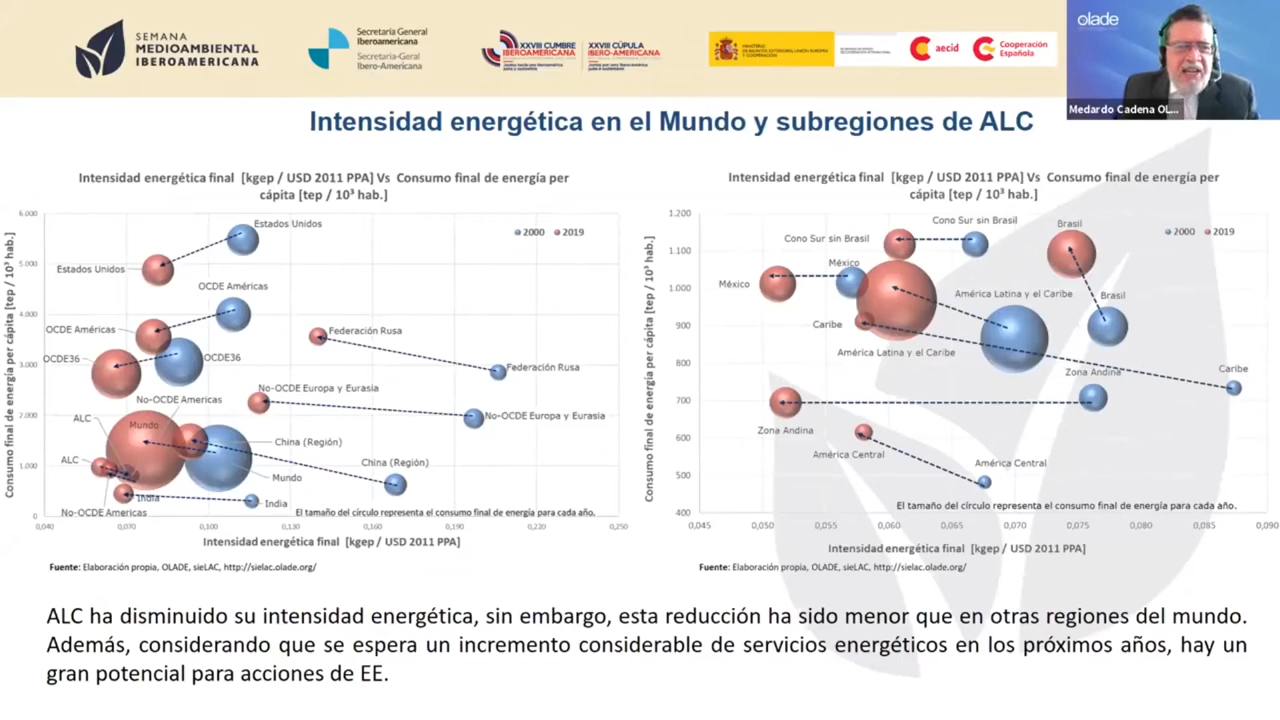 SEMANA
MEDIOAMBIENTAL
IBEROAMERICANA
Secretaría General
Iberoamericana
Secretaria-Geral
Ibero-Americana
XXVIII CUMBRE
IBEROAMERICANA
XXVIII CÚPULA
IBERO-AMERICANA
aecid
Cooperación
Española
olade
Medardo Cadena OL...
Intensidad energética en el Mundo y subregiones de ALC
Intensidad energética final [kgep / USD 2011 PPA] Vs Consumo final de energía per
cápita [tep / 10³ hab.]
Consumo final de energía per cápita [tep / 10³ hab.]
6.000
5.000
4.000
3.000
2.000
1.000
0
2000 2019
Estados Unidos
Estados Unidos
OCDE Américas
OCDE Américas
Federación Rusa
OCDE36
OCDE36
Federación Rusa
No-OCDE Europa y Eurasia
No-OCDE Americas
ALC
Mundo
No-OCDE Europa y Eurasia
China (Región)
ALC
China (Región)
Mundo
India
India
No-OCDE Americas
El tamaño del círculo representa el consumo final de energía para cada año.
0,040 0,070 0,100 0,130 0,160 0,190 0,220 0,250
Intensidad energética final [kgep / USD 2011 PPA]
Fuente: Elaboración propia, OLADE, sieLAC, http://sielac.olade.org/
Intensidad energética final [kgep / USD 2011 PPA] Vs Consumo final de energía per
cápita [tep / 10³ hab.]
Consumo final de energía per cápita [tep / 10³ hab.]
1.200
1.100
1.000
900
800
700
600
500
400
2000 2019
Cono Sur sin Brasil
Brasil
Cono Sur sin Brasil
México
México
América Latina y el Caribe
Brasil
Caribe
América Latina y el Caribe
Zona Andina
Caribe
Zona Andina
América Central
América Central
El tamaño del círculo representa el consumo final de energía para cada año.
0,045 0,050 0,055 0,060 0,065 0,070 0,075 0,080 0,085 0,090
Intensidad energética final [kgep / USD 2011 PPA]
Fuente: Elaboración propia, OLADE, sieLAC, http://sielac.olade.org/
ALC ha disminuido su intensidad energética, sin embargo, esta reducción ha sido menor que en otras regiones del mundo.
Además, considerando que se espera un incremento considerable de servicios energéticos en los próximos años, hay un
gran potencial para acciones de EE.